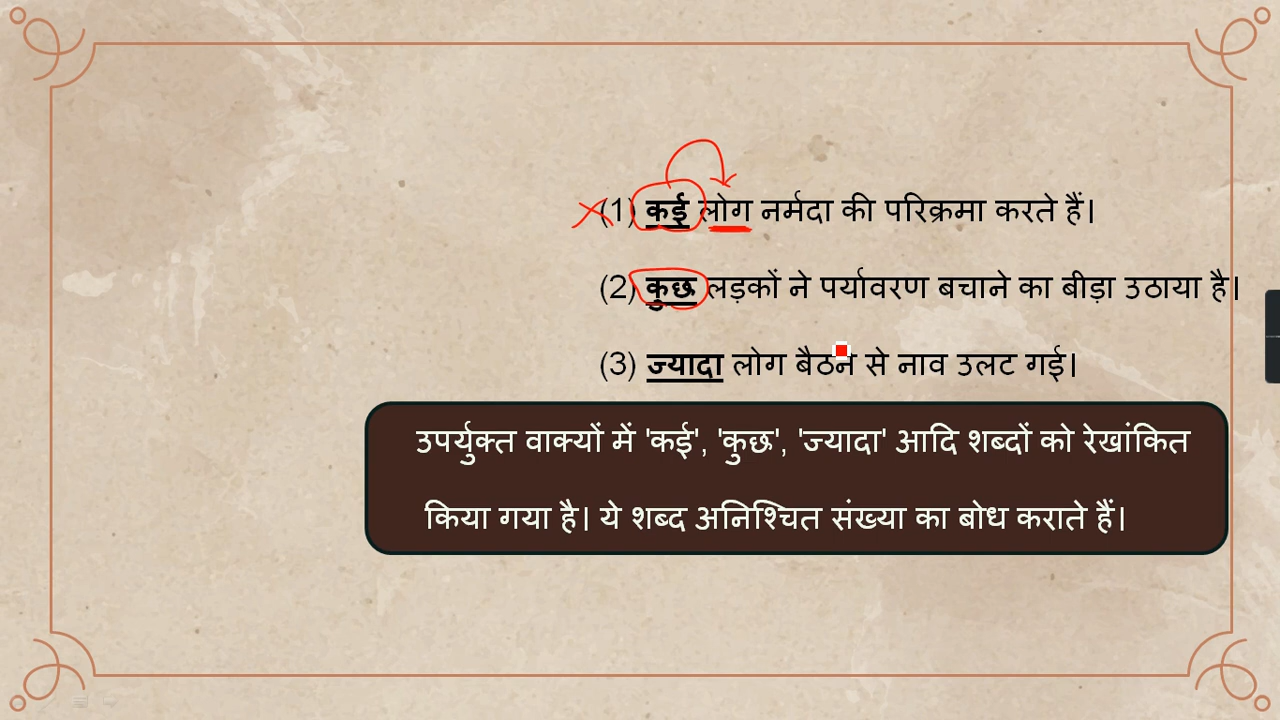 (1) कई लोग नर्मदा की परिक्रमा करते हैं।
(2) कुछ लड़कों ने पर्यावरण बचाने का बीड़ा उठाया है।
(3) ज्यादा लोग बैठने से नाव उलट गई।
उपर्युक्त वाक्यों में 'कई', 'कुछ', 'ज्यादा' आदि शब्दों को रेखांकित
किया गया है। ये शब्द अनिश्चित संख्या का बोध कराते हैं।